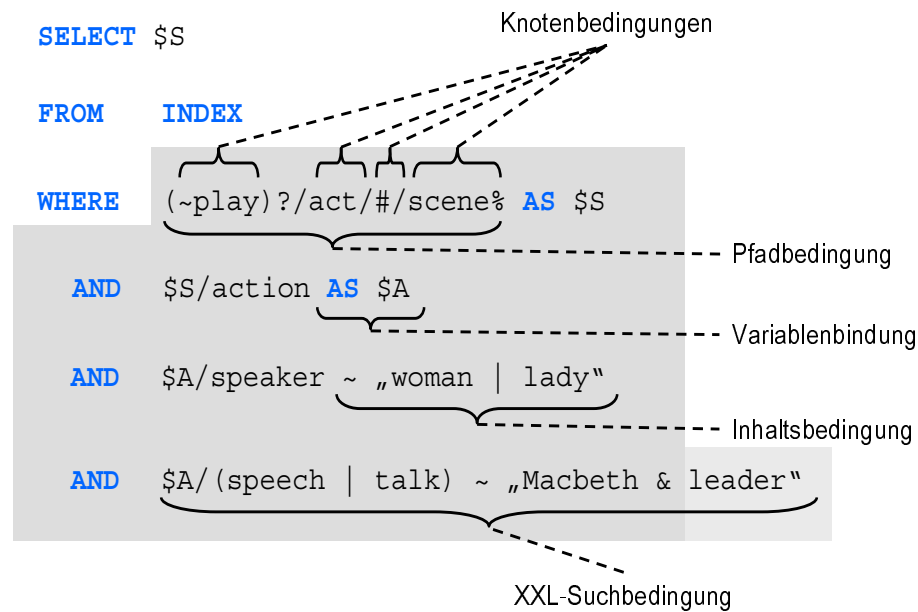 Knotenbedingungen
SELECT $S
FROM INDEX
WHERE (~play)?/act/#/scene% AS $S
Pfadbedingung
AND $S/action AS $A
Variablenbindung
AND $A/speaker ~ „woman | lady“
Inhaltsbedingung
AND $A/(speech | talk) ~ „Macbeth & leader“
XXL-Suchbedingung